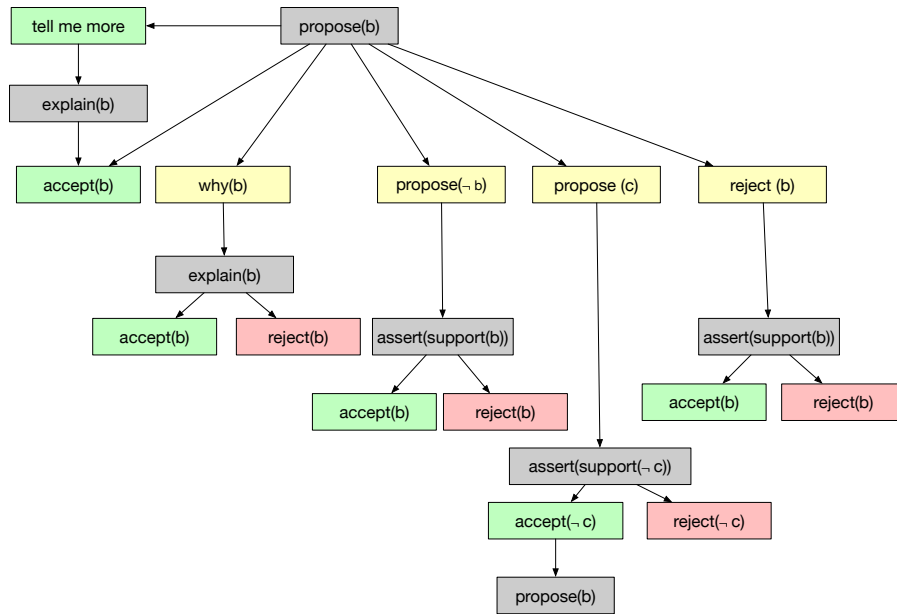 tell me more
propose(b)
explain(b)
accept(b)
why(b)
propose(¬ b)
propose (c)
reject (b)
explain(b)
accept(b)
reject(b)
assert(support(b))
assert(support(b))
accept(b)
reject(b)
accept(b)
reject(b)
assert(support(¬ c))
accept(¬ c)
reject(¬ c)
propose(b)